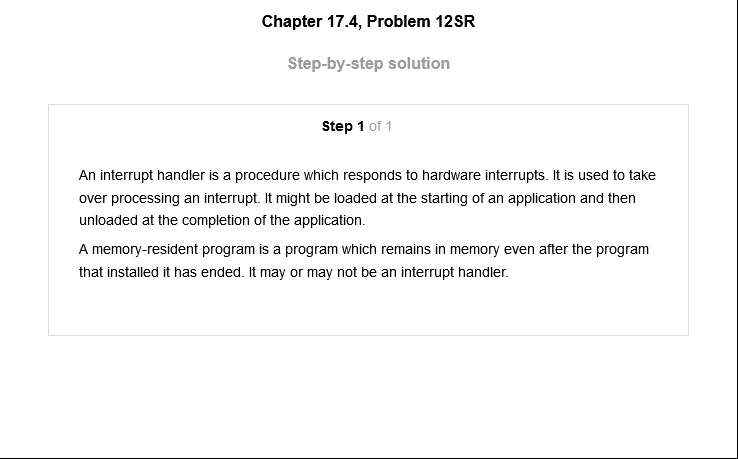 Chapter 17.4, Problem 12SR
Step-by-step solution
Step 1 of 1
An interrupt handler is a procedure which responds to hardware interrupts. It is used to take
over processing an interrupt. It might be loaded at the starting of an application and then
unloaded at the completion of the application.
A memory-resident program is a program which remains in memory even after the program
that installed it has ended. It may or may not be an interrupt handler.